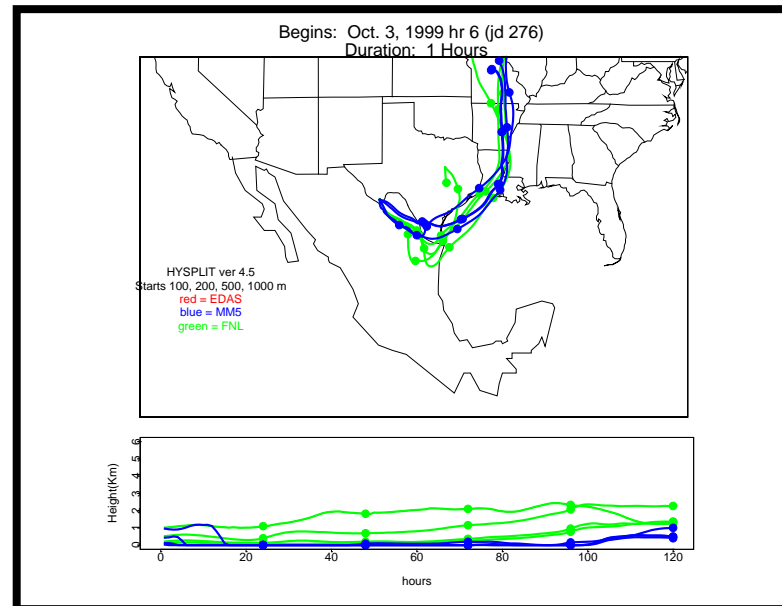 Begins:  Oct. 3, 1999 hr 6 (jd 276)
Duration:  1 Hours
HYSPLIT ver 4.5
Starts 100, 200, 500, 1000 m
red = EDAS
blue = MM5
green = FNL
Height(Km)
6
5
4
3
2
1
0
0 20 40 60 80 100 120
hours